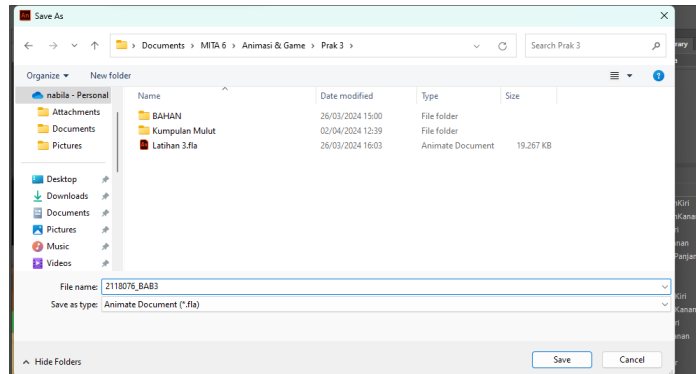 An Save As
Documents > MITA 6 > Animasi & Game > Prak 3 >
Search Prak 3
Organize
New folder
nabila - Personal
Attachments
Documents
Pictures
Desktop
Downloads
Documents
Pictures
Music
Videos
Name Date modified Type Size
BAHAN 26/03/2024 15:00 File folder
Kumpulan Mulut 02/04/2024 12:39 File folder
Latihan 3.fla 26/03/2024 16:03 Animate Document 19.267 KB
File name: 2118076_BAB3
Save as type: Animate Document (*.fla)
Hide Folders
Save
Cancel